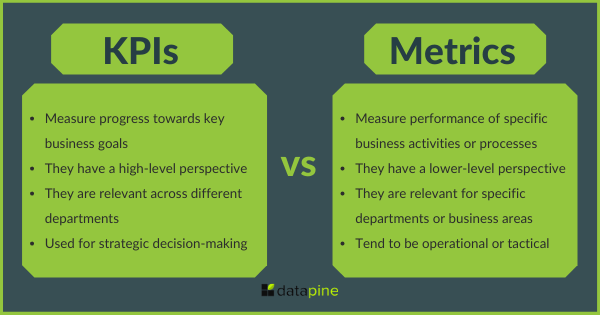 KPIs
• Measure progress towards key
business goals
• They have a high-level perspective
• They are relevant across different
departments
• Used for strategic decision-making
vs
Metrics
• Measure performance of specific
business activities or processes
• They have a lower-level perspective
• They are relevant for specific
departments or business areas
• Tend to be operational or tactical
datapine